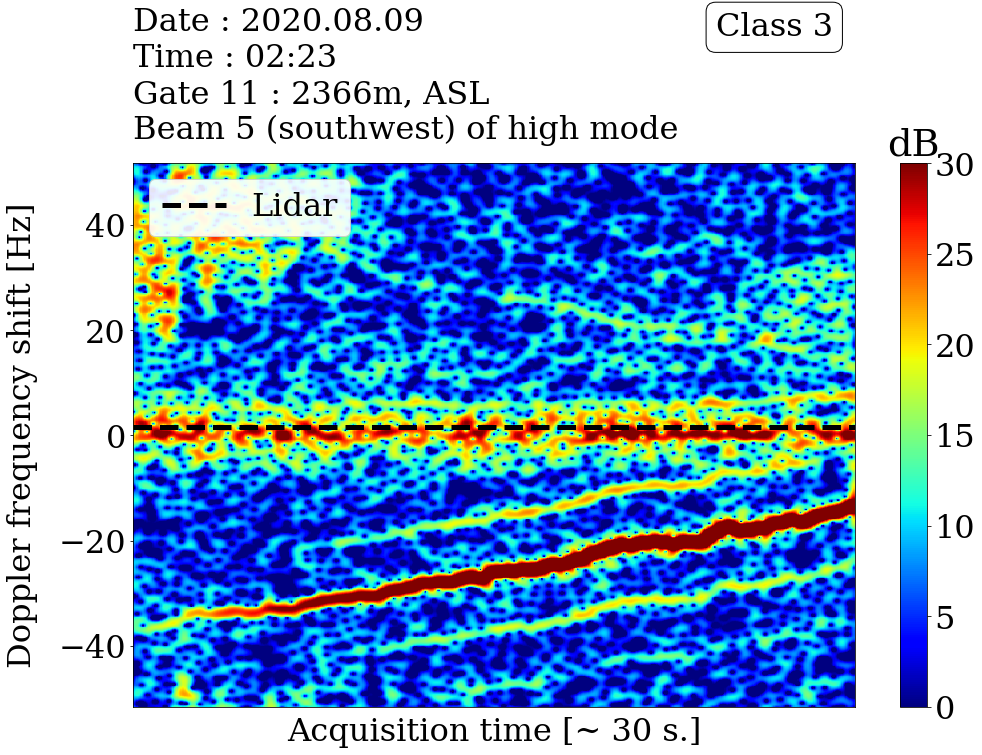 Date : 2020.08.09
Time : 02:23
Gate 11 : 2366m, ASL
Beam 5 (southwest) of high mode
Class 3
dB
Lidar
Doppler frequency shift [Hz]
40
20
0
−20
−40
Acquisition time [~ 30 s.]
30
25
20
15
10
5
0